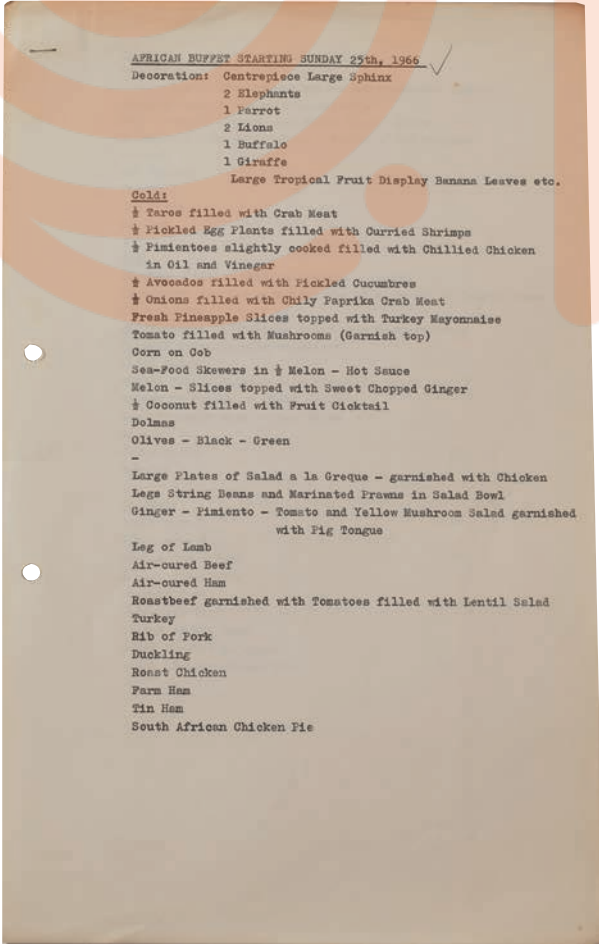 AFRICAN BUFFET STARTING SUNDAY 25th, 1966
Decoration: Centrepiece Large Sphinx
2 Elephants
1 Parrot
2 Lions
1 Buffalo
1 Giraffe
Large Tropical Fruit Display Banana Leaves etc.
Cold:
½ Taros filled with Crab Meat
½ Pickled Egg Plants filled with Curried Shrimps
½ Pimientoes slightly cooked filled with Chillied Chicken
in Oil and Vinegar
½ Avocados filled with Pickled Cucumbres
½ Onions filled with Chily Paprika Crab Meat
Fresh Pineapple Slices topped with Turkey Mayonnaise
Tomato filled with Mushrooms (Garnish top)
Corn on Cob
Sea-Food Skewers in ½ Melon - Hot Sauce
Melon - Slices topped with Sweet Chopped Ginger
½ Coconut filled with Fruit Cicktail
Dolmas
Olives - Black - Green
-
Large Plates of Salad a la Greque - garnished with Chicken
Legs String Beans and Marinated Prawns in Salad Bowl
Ginger - Pimiento - Tomato and Yellow Mushroom Salad garnished
with Pig Tongue
Leg of Lamb
Air-cured Beef
Air-cured Ham
Roastbeef garnished with Tomatoes filled with Lentil Salad
Turkey
Rib of Pork
Duckling
Roast Chicken
Farm Ham
Tin Ham
South African Chicken Pie